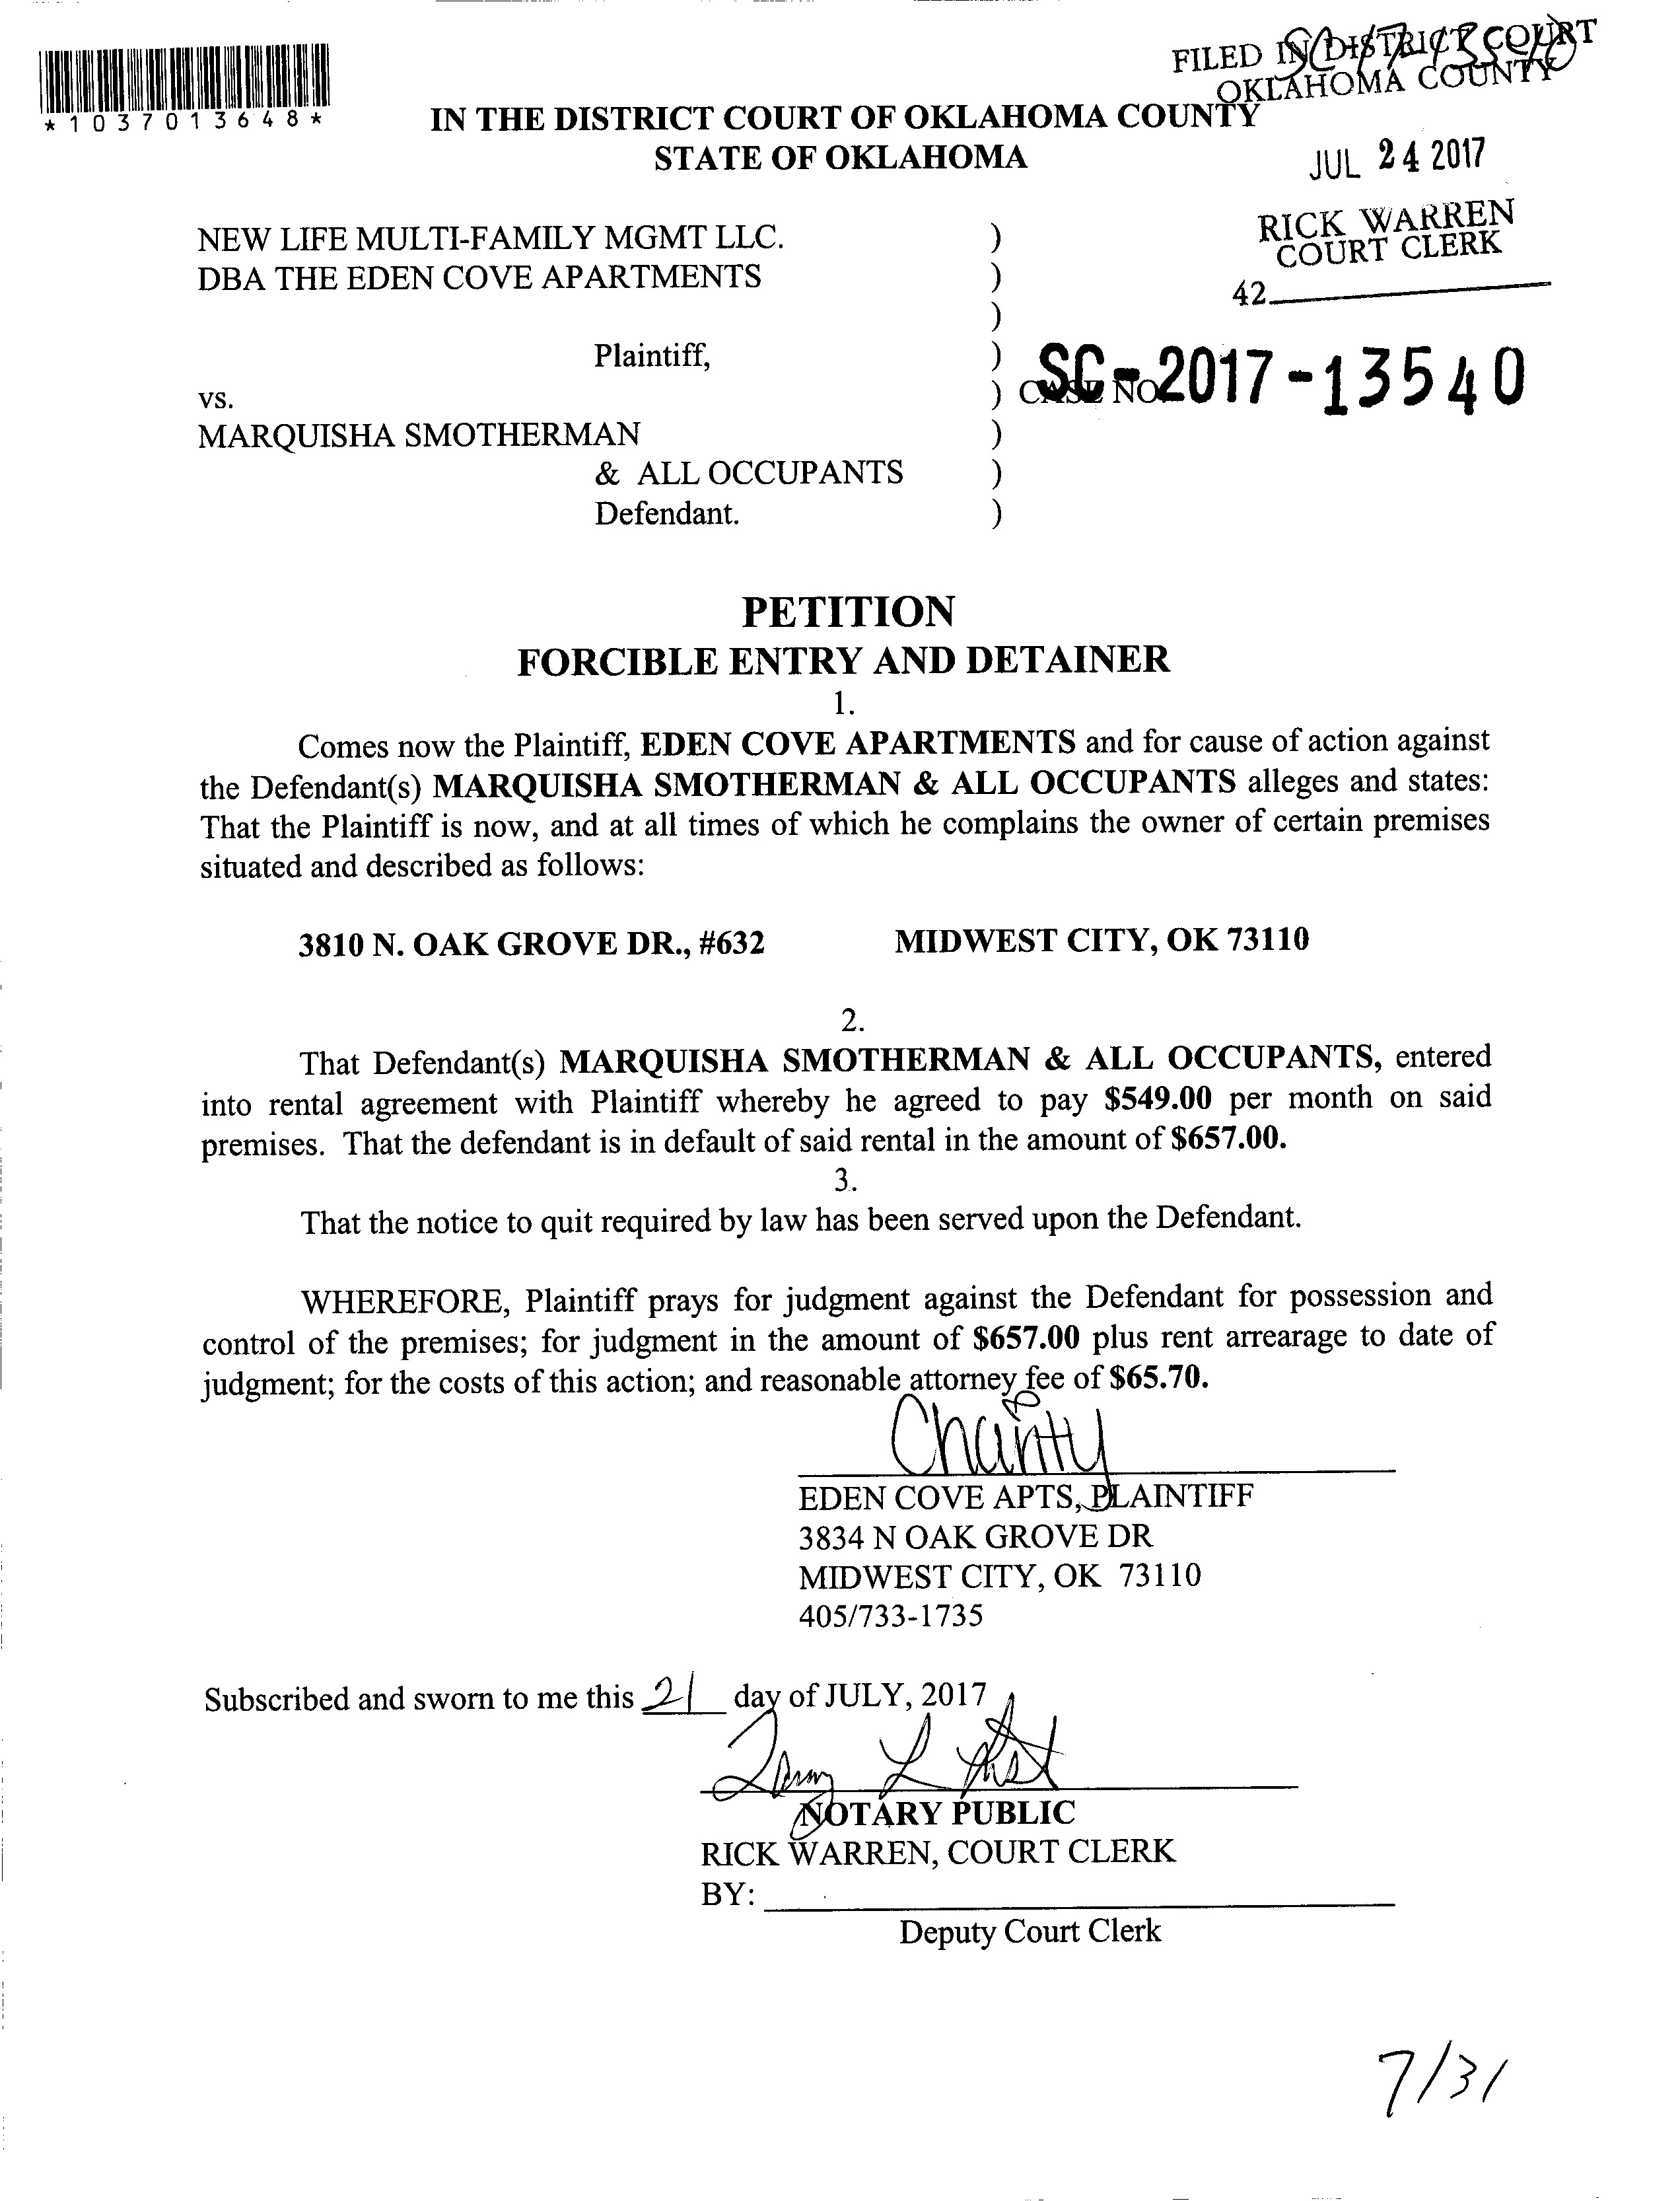 *1037013648*
SC-17-13540
FILED IN DISTRICT COURT
OKLAHOMA COUNTY
IN THE DISTRICT COURT OF OKLAHOMA COUNTY
STATE OF OKLAHOMA
JUL 24 2017
RICK WARREN
COURT CLERK
42
NEW LIFE MULTI-FAMILY MGMT LLC. )
DBA THE EDEN COVE APARTMENTS )
)
Plaintiff, )
vs. ) CASE NO. SC-2017-13540
MARQUISHA SMOTHERMAN )
& ALL OCCUPANTS )
Defendant. )
PETITION
FORCIBLE ENTRY AND DETAINER
1.
Comes now the Plaintiff, EDEN COVE APARTMENTS and for cause of action against
the Defendant(s) MARQUISHA SMOTHERMAN & ALL OCCUPANTS alleges and states:
That the Plaintiff is now, and at all times of which he complains the owner of certain premises
situated and described as follows:
3810 N. OAK GROVE DR., #632 MIDWEST CITY, OK 73110
2.
That Defendant(s) MARQUISHA SMOTHERMAN & ALL OCCUPANTS, entered
into rental agreement with Plaintiff whereby he agreed to pay $549.00 per month on said
premises. That the defendant is in default of said rental in the amount of $657.00.
3.
That the notice to quit required by law has been served upon the Defendant.
WHEREFORE, Plaintiff prays for judgment against the Defendant for possession and
control of the premises; for judgment in the amount of $657.00 plus rent arrearage to date of
judgment; for the costs of this action; and reasonable attorney fee of $65.70.
EDEN COVE APTS, PLAINTIFF
3834 N OAK GROVE DR
MIDWEST CITY, OK 73110
405/733-1735
Subscribed and sworn to me this 21 day of JULY, 2017
NOTARY PUBLIC
RICK WARREN, COURT CLERK
BY:
Deputy Court Clerk
7/31